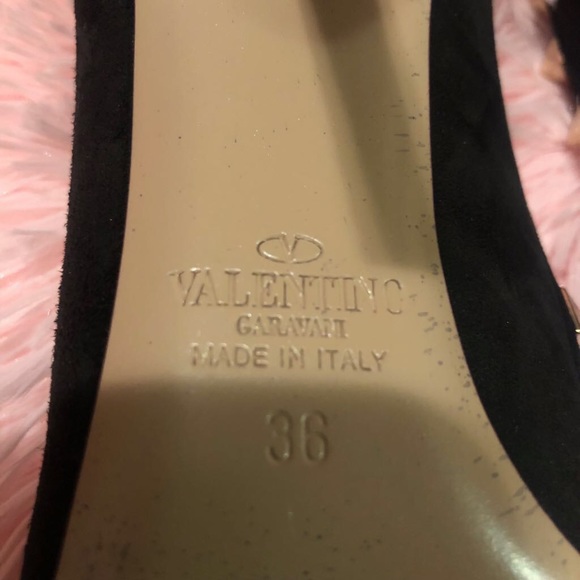 V
VALENTINO
GARAVANI
MADE IN ITALY
36